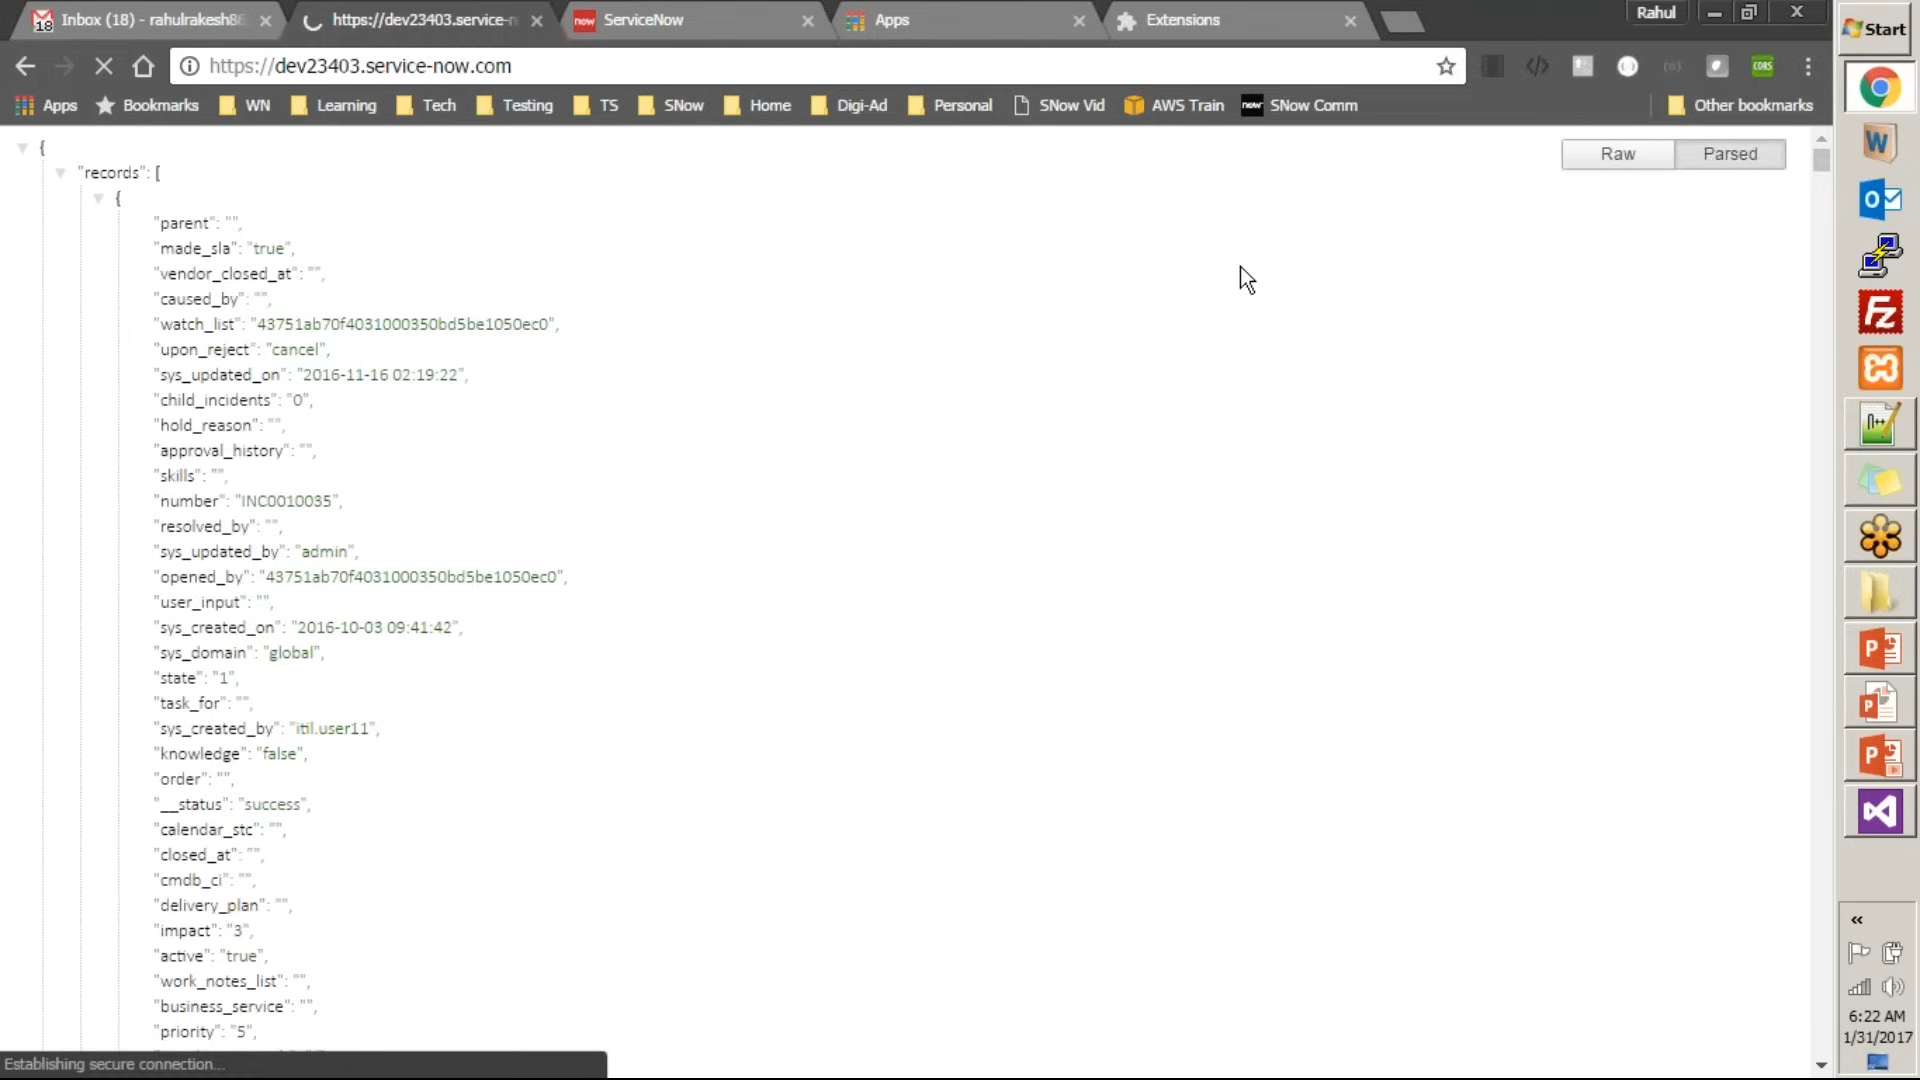 Inbox (18) - rahulrakesh86
https://dev23403.service-n
ServiceNow
Apps
Extensions
Rahul
Start
https://dev23403.service-now.com
Apps
Bookmarks
WN
Learning
Tech
Testing
TS
SNow
Home
Digi-Ad
Personal
SNow Vid
AWS Train
SNow Comm
Other bookmarks
Raw
Parsed
{
"records": [
{
"parent": "",
"made_sla": "true",
"vendor_closed_at": "",
"caused_by": "",
"watch_list": "43751ab70f4031000350bd5be1050ec0",
"upon_reject": "cancel",
"sys_updated_on": "2016-11-16 02:19:22",
"child_incidents": "0",
"hold_reason": "",
"approval_history": "",
"skills": "",
"number": "INC0010035",
"resolved_by": "",
"sys_updated_by": "admin",
"opened_by": "43751ab70f4031000350bd5be1050ec0",
"user_input": "",
"sys_created_on": "2016-10-03 09:41:42",
"sys_domain": "global",
"state": "1",
"task_for": "",
"sys_created_by": "itil.user11",
"knowledge": "false",
"order": "",
"__status": "success",
"calendar_stc": "",
"closed_at": "",
"cmdb_ci": "",
"delivery_plan": "",
"impact": "3",
"active": "true",
"work_notes_list": "",
"business_service": "",
"priority": "5",
Establishing secure connection...
6:22 AM
1/31/2017